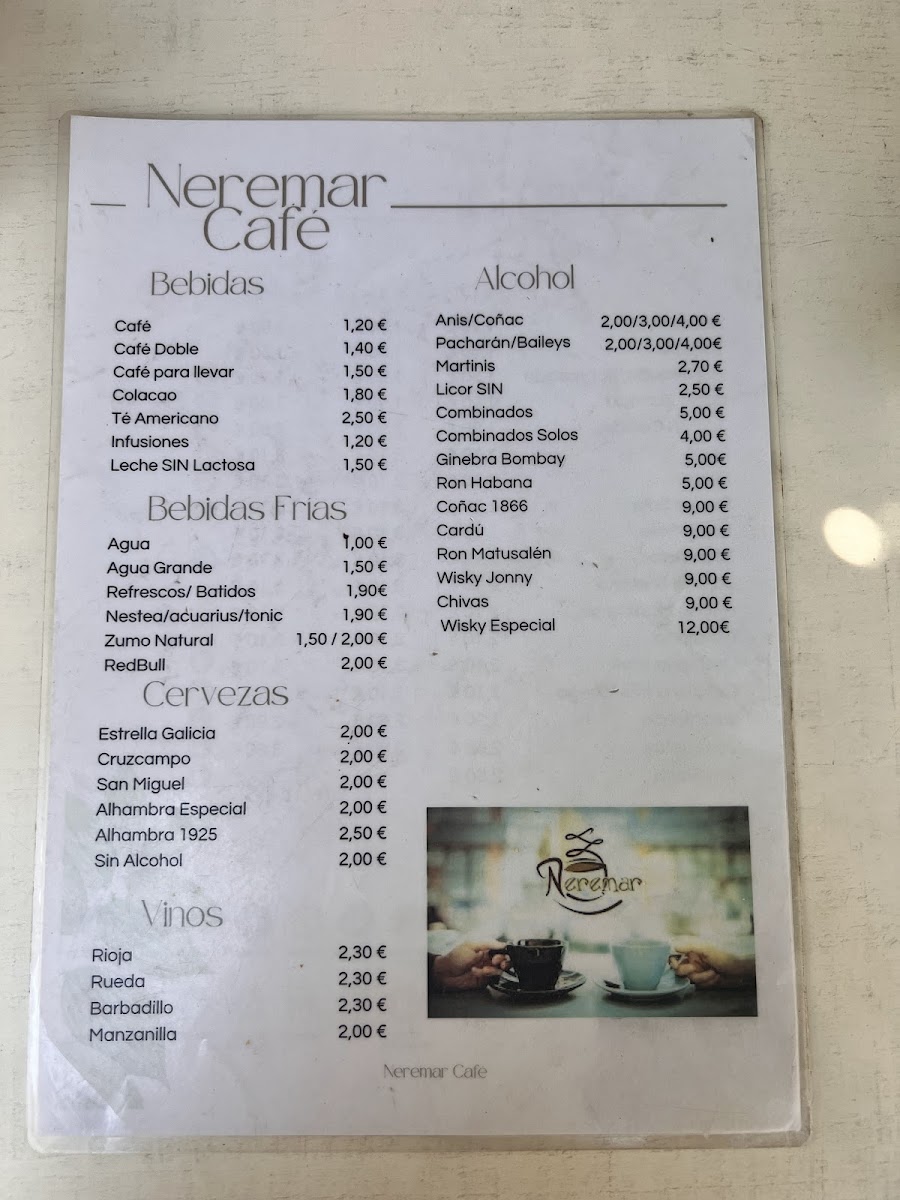 Neremar
Café
Bebidas
Café 1,20 €
Café Doble 1,40 €
Café para llevar 1,50 €
Colacao 1,80 €
Té Americano 2,50 €
Infusiones 1,20 €
Leche SIN Lactosa 1,50 €
Bebidas Frías
Agua 1,00 €
Agua Grande 1,50 €
Refrescos/ Batidos 1,90€
Nestea/acuarius/tonic 1,90 €
Zumo Natural 1,50 / 2,00 €
RedBull 2,00 €
Cervezas
Estrella Galicia 2,00 €
Cruzcampo 2,00 €
San Miguel 2,00 €
Alhambra Especial 2,00 €
Alhambra 1925 2,50 €
Sin Alcohol 2,00 €
Vinos
Rioja 2,30 €
Rueda 2,30 €
Barbadillo 2,30 €
Manzanilla 2,00 €
Alcohol
Anis/Coñac 2,00/3,00/4,00 €
Pacharán/Baileys 2,00/3,00/4,00€
Martinis 2,70 €
Licor SIN 2,50 €
Combinados 5,00 €
Combinados Solos 4,00 €
Ginebra Bombay 5,00€
Ron Habana 5,00 €
Coñac 1866 9,00 €
Cardú 9,00 €
Ron Matusalén 9,00 €
Wisky Jonny 9,00 €
Chivas 9,00 €
Wisky Especial 12,00€
Neremar
Neremar Café